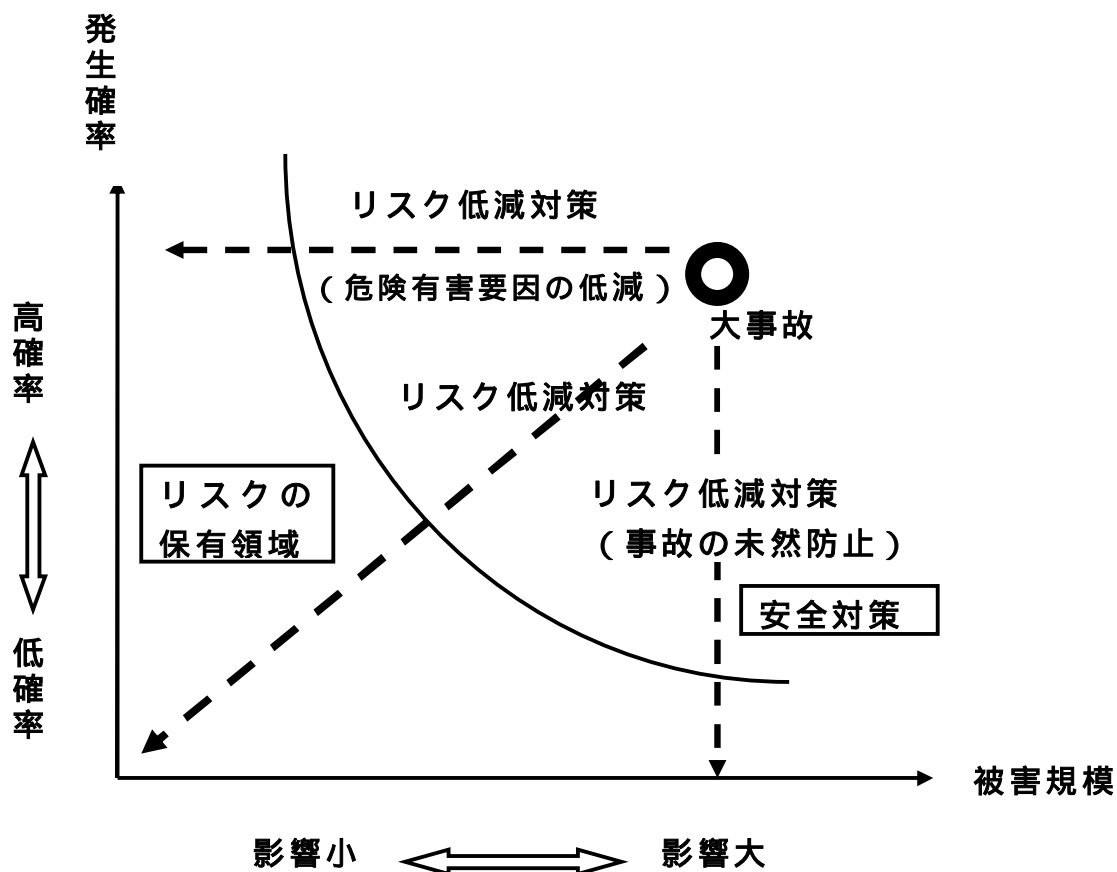 発生確率
リスク低減対策
（危険有害要因の低減）
大事故
高確率
リスク低減対策
リスクの
保有領域
リスク低減対策
（事故の未然防止）
安全対策
低確率
被害規模
影響小
影響大